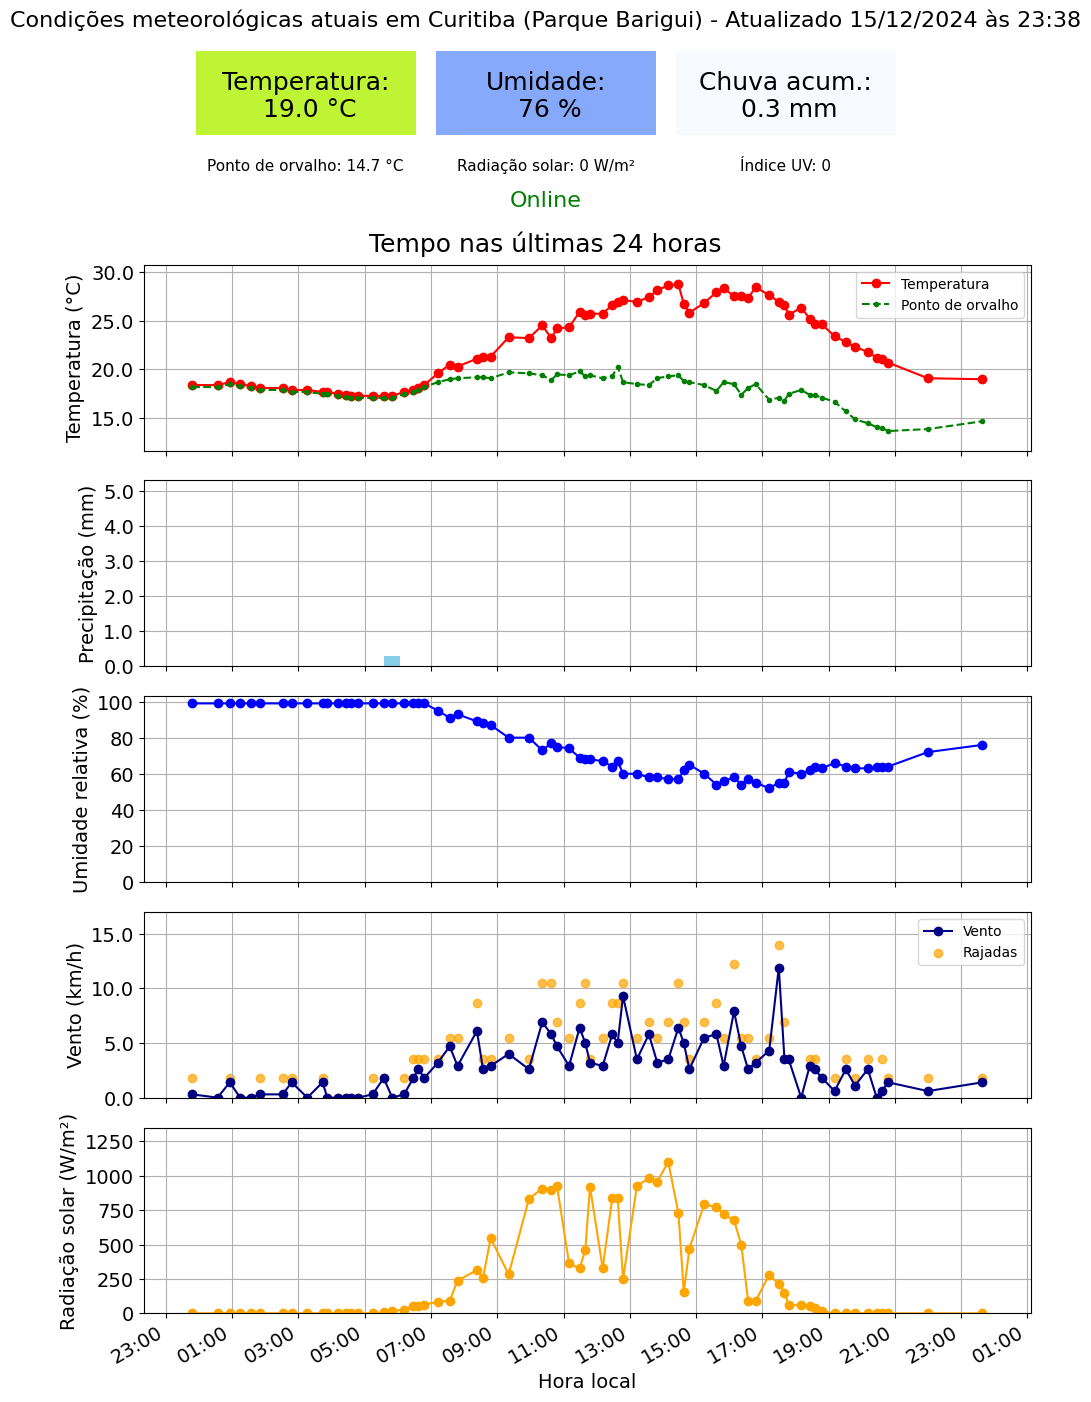 Condições meteorológicas atuais em Curitiba (Parque Barigui) - Atualizado 15/12/2024 às 23:38
Temperatura:
19.0 °C
Umidade:
76 %
Chuva acum.:
0.3 mm
Ponto de orvalho: 14.7 °C
Radiação solar: 0 W/m²
Índice UV: 0
Online
Tempo nas últimas 24 horas
Temperatura (°C)
30.0
25.0
20.0
15.0
Temperatura
Ponto de orvalho
Precipitação (mm)
5.0
4.0
3.0
2.0
1.0
0.0
Umidade relativa (%)
100
80
60
40
20
0
Vento (km/h)
15.0
10.0
5.0
0.0
Vento
Rajadas
Radiação solar (W/m²)
1250
1000
750
500
250
0
23:00
01:00
03:00
05:00
07:00
09:00
11:00
13:00
15:00
17:00
19:00
21:00
23:00
01:00
Hora local